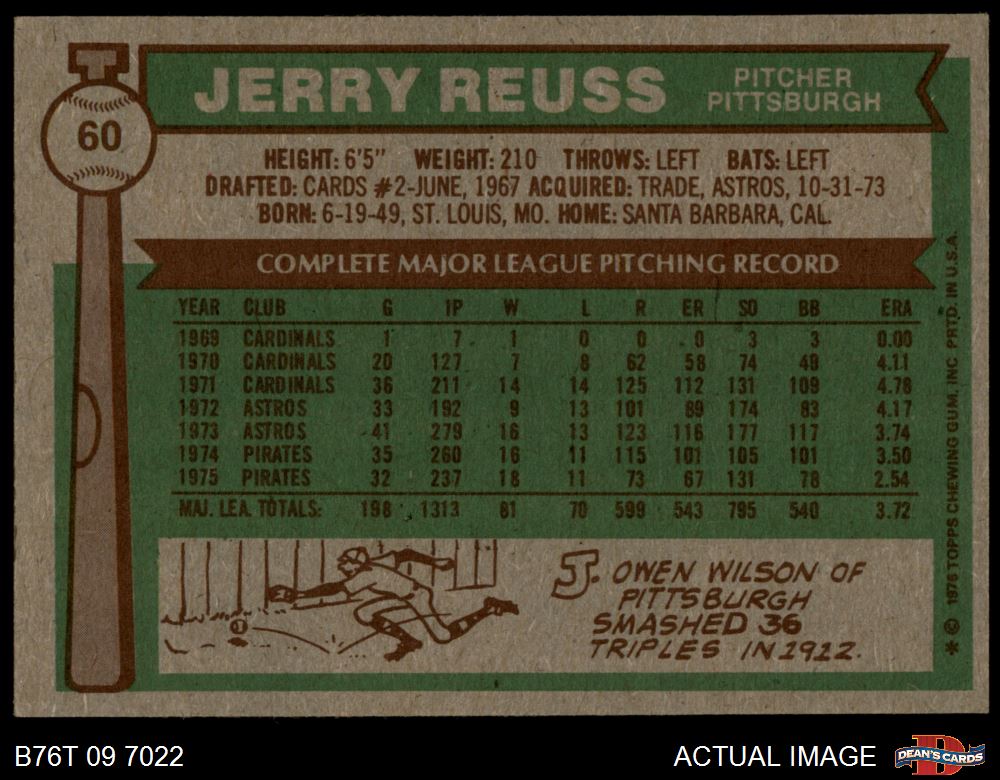 60
JERRY REUSS
PITCHER
PITTSBURGH
HEIGHT: 6'5" WEIGHT: 210 THROWS: LEFT BATS: LEFT
DRAFTED: CARDS #2-JUNE, 1967 ACQUIRED: TRADE, ASTROS, 10-31-73
BORN: 6-19-49, ST. LOUIS, MO. HOME: SANTA BARBARA, CAL.
COMPLETE MAJOR LEAGUE PITCHING RECORD
YEAR CLUB G IP W L R ER SO BB ERA
1969 CARDINALS 1 7 1 0 0 0 3 3 0.00
1970 CARDINALS 20 127 7 8 62 58 74 49 4.11
1971 CARDINALS 36 211 14 14 125 112 131 109 4.78
1972 ASTROS 33 192 9 13 101 89 174 83 4.17
1973 ASTROS 41 279 16 13 123 116 177 117 3.74
1974 PIRATES 35 260 16 11 115 101 105 101 3.50
1975 PIRATES 32 237 18 11 73 67 131 78 2.54
MAJ. LEA. TOTALS: 198 1313 81 70 599 543 795 540 3.72
J. OWEN WILSON OF
PITTSBURGH
SMASHED 36
TRIPLES IN 1912.
* © 1976 TOPPS CHEWING GUM, INC. PRTD. IN U.S.A.
B76T 09 7022
ACTUAL IMAGE
D
DEAN'S CARDS